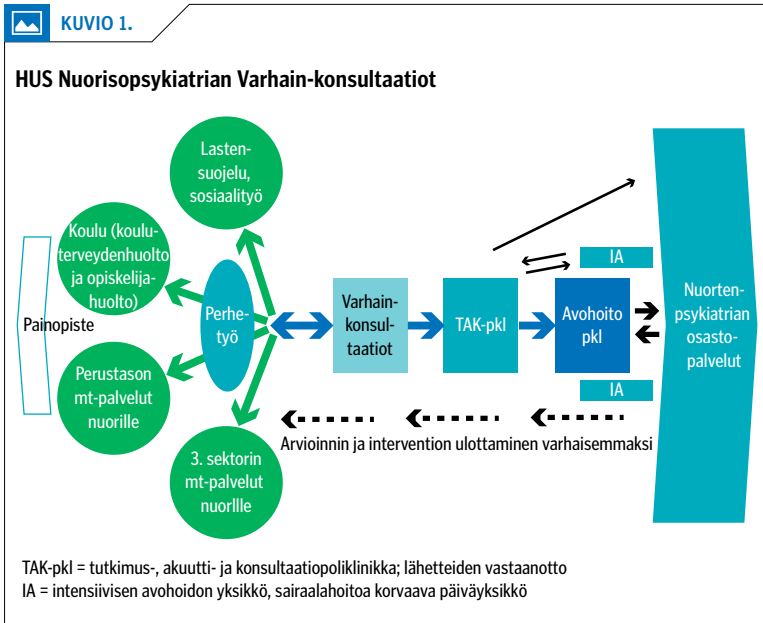 KUVIO 1.
HUS Nuorisopsykiatrian Varhain-konsultaatiot
Lasten-
suojelu,
sosiaalityö
Koulu (koulu-
terveydenhuolto
ja opiskelija-
huolto)
Painopiste
Perhe-
työ
Perustason
mt-palvelut
nuorille
3. sektorin
mt-palvelut
nuorllle
Varhain-
konsul-
taatiot
TAK-pkl
IA
Avohoito
pkl
IA
Nuorten-
psykiatrian
osasto-
palvelut
Arvioinnin ja intervention ulottaminen varhaisemmaksi
TAK-pkl = tutkimus-, akuutti- ja konsultaatiopoliklinikka; lähetteiden vastaanotto
IA = intensiivisen avohoidon yksikkö, sairaalahoitoa korvaava päiväyksikkö